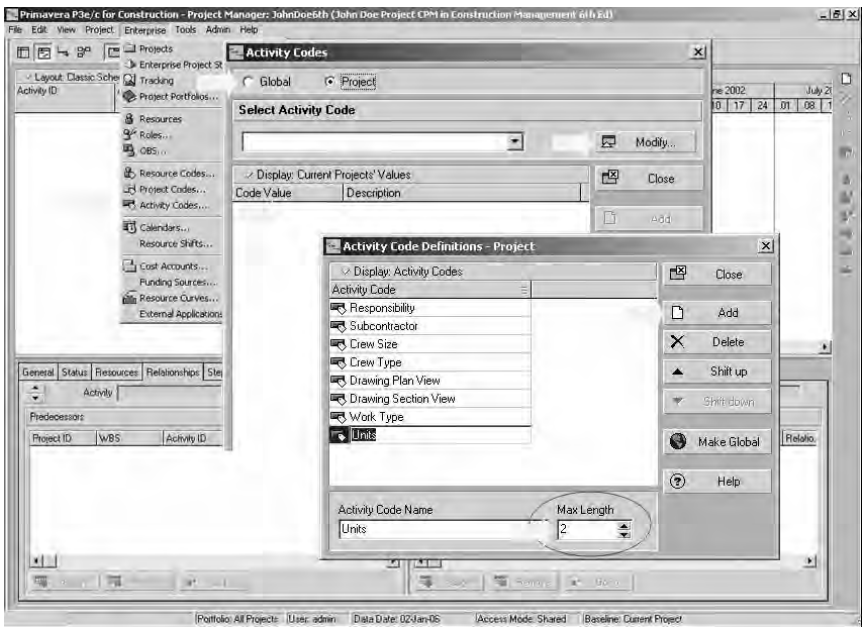 Primavera P3e/c for Construction - Project Manager: JohnDoe6th (John Doe Project CPM in Construction Management 6th Ed)
File Edit View Project Enterprise Tools Admin Help
Projects
Enterprise Project St
Tracking
Project Portfolios...
Resources
Roles...
OBS...
Resource Codes...
Project Codes...
Activity Codes...
Calendars...
Resource Shifts...
Cost Accounts...
Funding Sources...
Resource Curves...
External Applications
Layout: Classic Sche
Activity ID
ne 2002 July 2
10 17 24 01 08 1
Activity Codes
Global Project
Select Activity Code
Modify...
Display: Current Projects' Values
Code Value Description
Close
Add
Activity Code Definitions - Project
Display: Activity Codes
Activity Code
Responsibility
Subcontractor
Crew Size
Crew Type
Drawing Plan View
Drawing Section View
Work Type
Units
Close
Add
Delete
Shift up
Shift down
Make Global
Help
Activity Code Name Max Length
Units 2
General Status Resources Relationships Ste
Activity
Predecessors
Project ID WBS Activity ID
Relatio.
Portfolio: All Projects User: admin Data Date: 02-Jan-06 Access Mode: Shared Baseline: Current Project